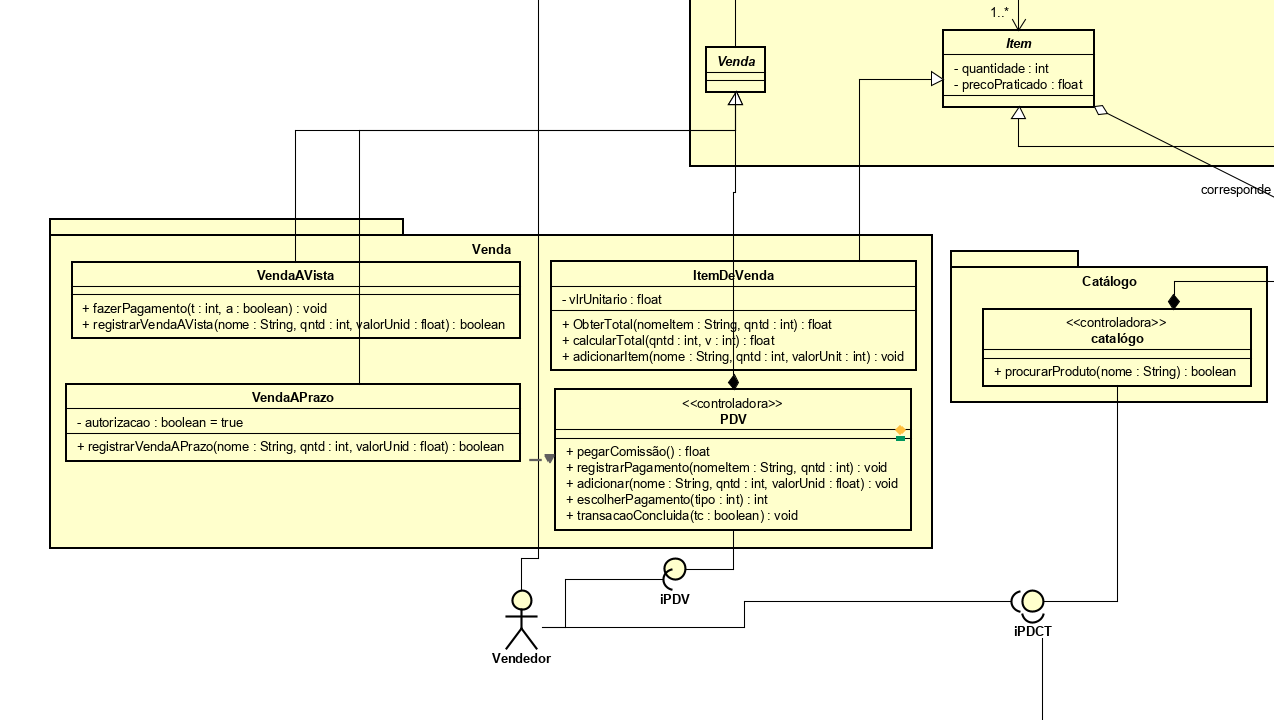 1..*
Item
- quantidade : int
- precoPraticado : float
Venda
corresponde
Venda
VendaAVista
+ fazerPagamento(t : int, a : boolean) : void
+ registrarVendaAVista(nome : String, qntd : int, valorUnid : float) : boolean
VendaAPrazo
- autorizacao : boolean = true
+ registrarVendaAPrazo(nome : String, qntd : int, valorUnid : float) : boolean
ItemDeVenda
- vlrUnitario : float
+ ObterTotal(nomeItem : String, qntd : int) : float
+ calcularTotal(qntd : int, v : int) : float
+ adicionarItem(nome : String, qntd : int, valorUnit : int) : void
<<controladora>>
PDV
+ pegarComissão() : float
+ registrarPagamento(nomeItem : String, qntd : int) : void
+ adicionar(nome : String, qntd : int, valorUnid : float) : void
+ escolherPagamento(tipo : int) : int
+ transacaoConcluida(tc : boolean) : void
Catálogo
<<controladora>>
catalógo
+ procurarProduto(nome : String) : boolean
iPDV
iPDCT
Vendedor